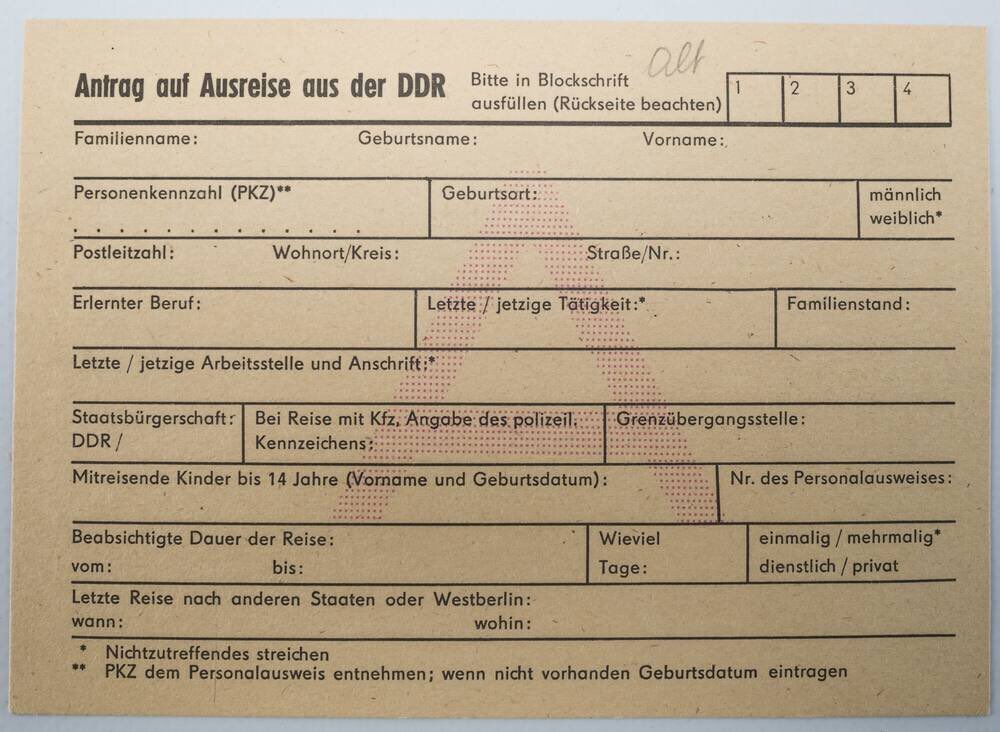 alt
Antrag auf Ausreise aus der DDR Bitte in Blockschrift ausfüllen (Rückseite beachten) 1 2 3 4
Familienname: Geburtsname: Vorname:
Personenkennzahl (PKZ)** Geburtsort: männlich
weiblich*
Postleitzahl: Wohnort/Kreis: Straße/Nr.:
Erlernter Beruf: Letzte / jetzige Tätigkeit:* Familienstand:
Letzte / jetzige Arbeitsstelle und Anschrift:*
Staatsbürgerschaft: Bei Reise mit Kfz, Angabe des polizeil. Grenzübergangsstelle:
DDR / Kennzeichens:
Mitreisende Kinder bis 14 Jahre (Vorname und Geburtsdatum): Nr. des Personalausweises:
Beabsichtigte Dauer der Reise: Wieviel einmalig / mehrmalig*
vom: bis: Tage: dienstlich / privat
Letzte Reise nach anderen Staaten oder Westberlin:
wann: wohin:
* Nichtzutreffendes streichen
** PKZ dem Personalausweis entnehmen; wenn nicht vorhanden Geburtsdatum eintragen
A